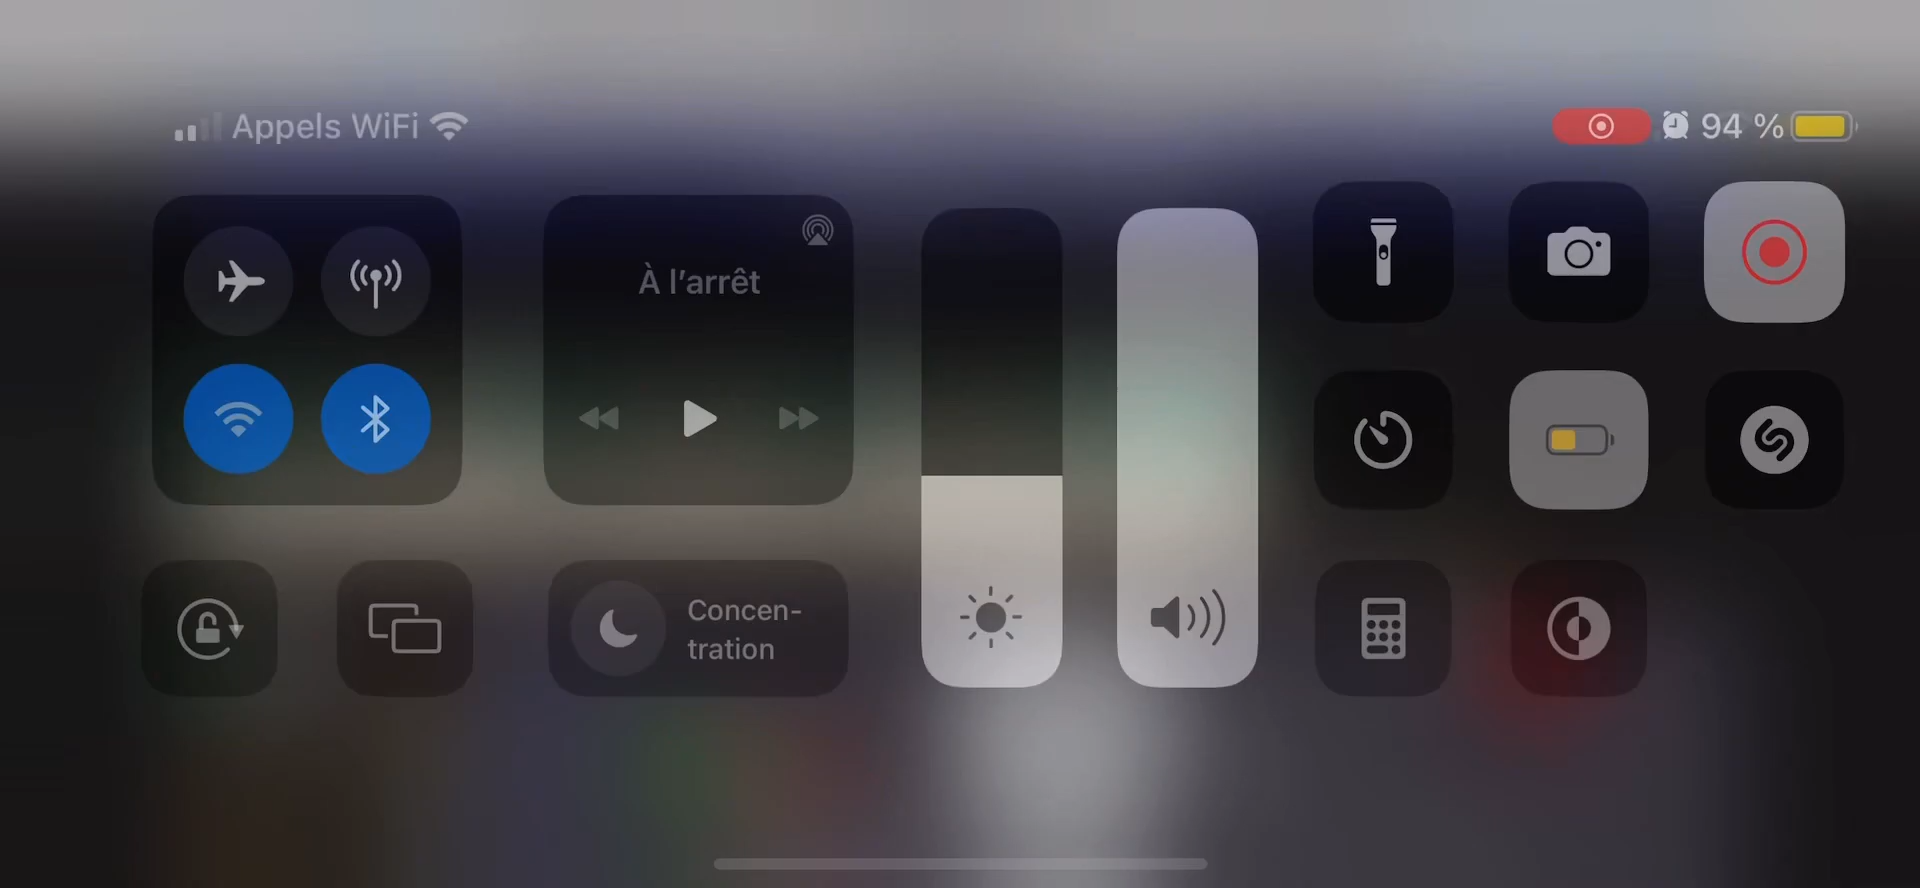 Appels WiFi
94 %
À l’arrêt
Concen-
tration